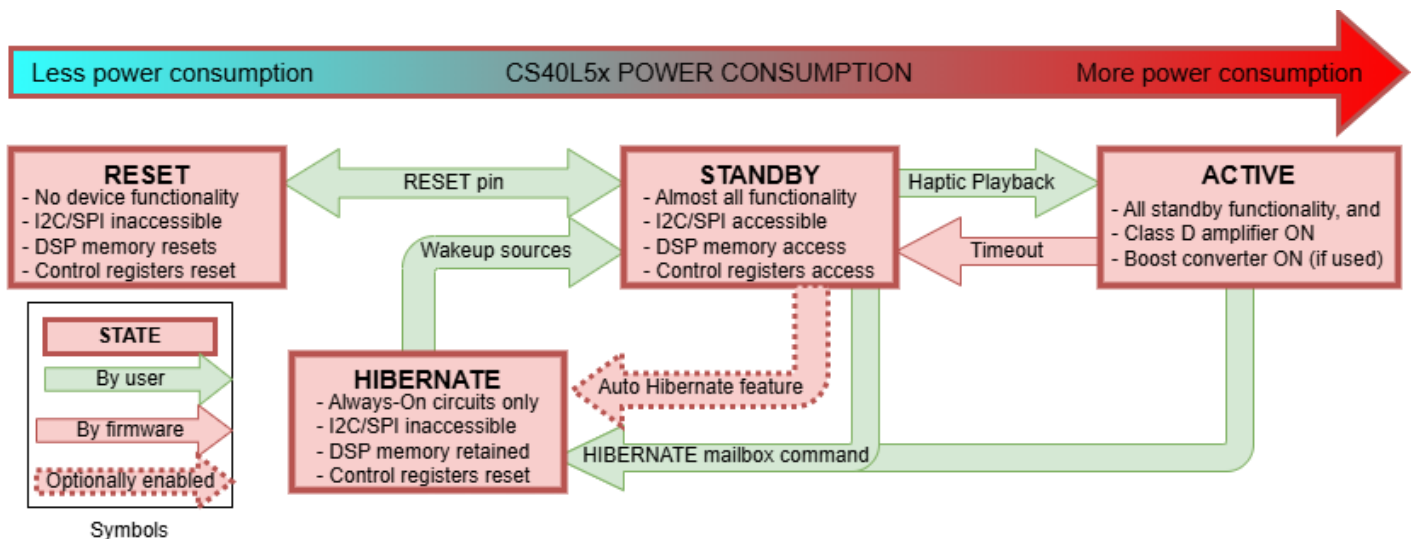 Less power consumption
CS40L5x POWER CONSUMPTION
More power consumption
RESET
- No device functionality
- I2C/SPI inaccessible
- DSP memory resets
- Control registers reset
RESET pin
STANDBY
- Almost all functionality
- I2C/SPI accessible
- DSP memory access
- Control registers access
Haptic Playback
Timeout
ACTIVE
- All standby functionality, and
- Class D amplifier ON
- Boost converter ON (if used)
Wakeup sources
HIBERNATE
- Always-On circuits only
- I2C/SPI inaccessible
- DSP memory retained
- Control registers reset
Auto Hibernate feature
HIBERNATE mailbox command
STATE
By user
By firmware
Optionally enabled
Symbols